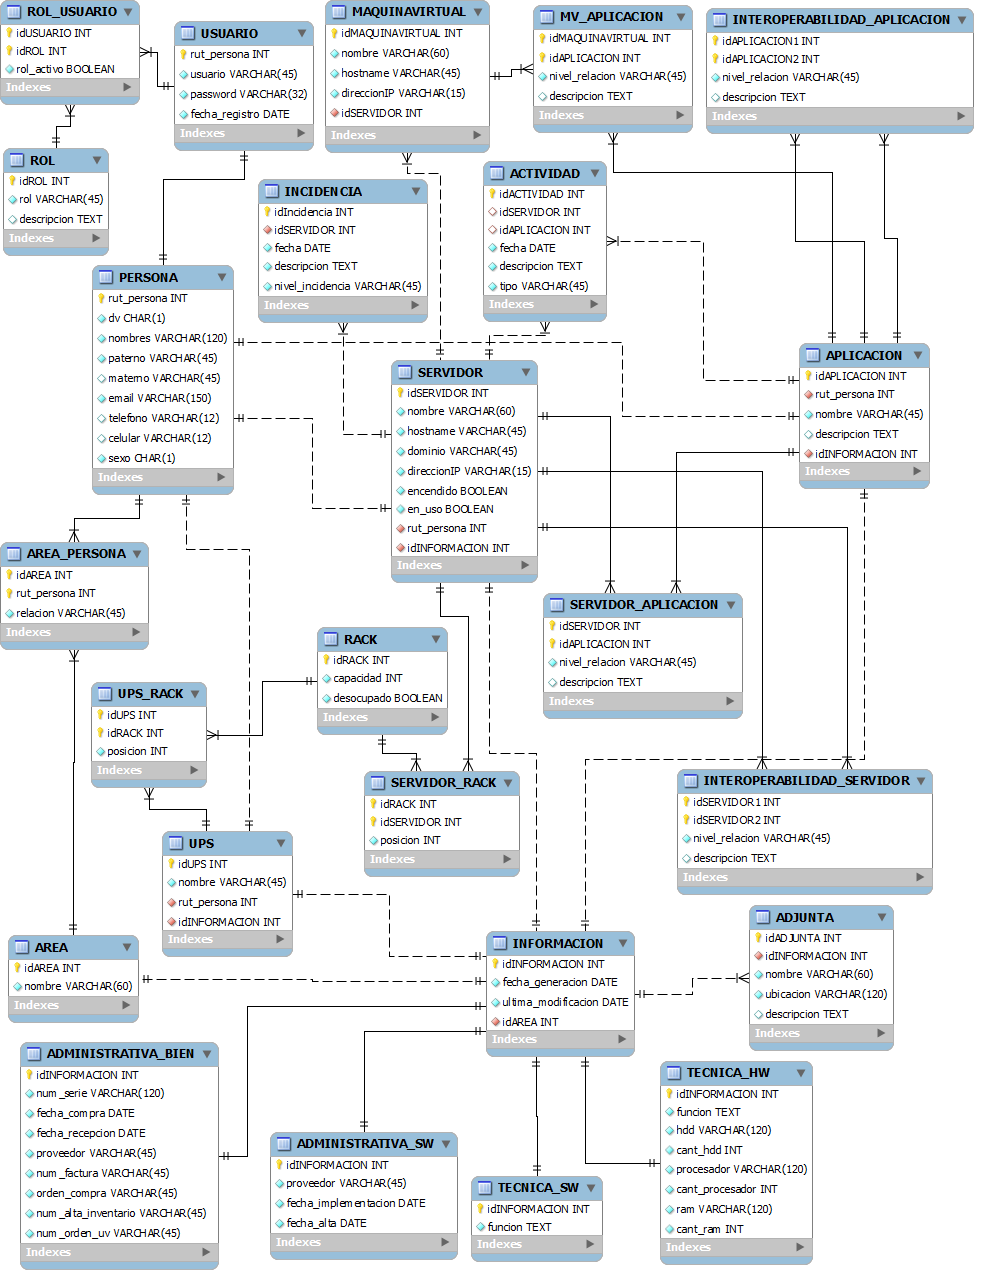 ROL_USUARIO
idUSUARIO INT
idROL INT
rol_activo BOOLEAN
Indexes
USUARIO
rut_persona INT
usuario VARCHAR(45)
password VARCHAR(32)
fecha_registro DATE
Indexes
MAQUINAVIRTUAL
idMAQUINAVIRTUAL INT
nombre VARCHAR(60)
hostname VARCHAR(45)
direccionIP VARCHAR(15)
idSERVIDOR INT
Indexes
MV_APLICACION
idMAQUINAVIRTUAL INT
idAPLICACION INT
nivel_relacion VARCHAR(45)
descripcion TEXT
Indexes
INTEROPERABILIDAD_APLICACION
idAPLICACION1 INT
idAPLICACION2 INT
nivel_relacion VARCHAR(45)
descripcion TEXT
Indexes
ROL
idROL INT
rol VARCHAR(45)
descripcion TEXT
Indexes
INCIDENCIA
idIncidencia INT
idSERVIDOR INT
fecha DATE
descripcion TEXT
nivel_incidencia VARCHAR(45)
Indexes
ACTIVIDAD
idACTIVIDAD INT
idSERVIDOR INT
idAPLICACION INT
fecha DATE
descripcion TEXT
tipo VARCHAR(45)
Indexes
PERSONA
rut_persona INT
dv CHAR(1)
nombres VARCHAR(120)
paterno VARCHAR(45)
materno VARCHAR(45)
email VARCHAR(150)
telefono VARCHAR(12)
celular VARCHAR(12)
sexo CHAR(1)
Indexes
SERVIDOR
idSERVIDOR INT
nombre VARCHAR(60)
hostname VARCHAR(45)
dominio VARCHAR(45)
direccionIP VARCHAR(15)
encendido BOOLEAN
en_uso BOOLEAN
rut_persona INT
idINFORMACION INT
Indexes
APLICACION
idAPLICACION INT
rut_persona INT
nombre VARCHAR(45)
descripcion TEXT
idINFORMACION INT
Indexes
AREA_PERSONA
idAREA INT
rut_persona INT
relacion VARCHAR(45)
Indexes
SERVIDOR_APLICACION
idSERVIDOR INT
idAPLICACION INT
nivel_relacion VARCHAR(45)
descripcion TEXT
Indexes
RACK
idRACK INT
capacidad INT
desocupado BOOLEAN
Indexes
UPS_RACK
idUPS INT
idRACK INT
posicion INT
Indexes
SERVIDOR_RACK
idRACK INT
idSERVIDOR INT
posicion INT
Indexes
INTEROPERABILIDAD_SERVIDOR
idSERVIDOR1 INT
idSERVIDOR2 INT
nivel_relacion VARCHAR(45)
descripcion TEXT
Indexes
UPS
idUPS INT
nombre VARCHAR(45)
rut_persona INT
idINFORMACION INT
Indexes
AREA
idAREA INT
nombre VARCHAR(60)
Indexes
INFORMACION
idINFORMACION INT
fecha_generacion DATE
ultima_modificacion DATE
idAREA INT
Indexes
ADJUNTA
idADJUNTA INT
idINFORMACION INT
nombre VARCHAR(60)
ubicacion VARCHAR(120)
descripcion TEXT
Indexes
ADMINISTRATIVA_BIEN
idINFORMACION INT
num_serie VARCHAR(120)
fecha_compra DATE
fecha_recepcion DATE
proveedor VARCHAR(45)
num_factura VARCHAR(45)
orden_compra VARCHAR(45)
num_alta_inventario VARCHAR(45)
num_orden_uv VARCHAR(45)
Indexes
ADMINISTRATIVA_SW
idINFORMACION INT
proveedor VARCHAR(45)
fecha_implementacion DATE
fecha_alta DATE
Indexes
TECNICA_SW
idINFORMACION INT
funcion TEXT
Indexes
TECNICA_HW
idINFORMACION INT
funcion TEXT
hdd VARCHAR(120)
cant_hdd INT
procesador VARCHAR(120)
cant_procesador INT
ram VARCHAR(120)
cant_ram INT
Indexes